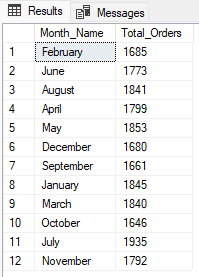 Results Messages
Month_Name Total_Orders
1 February 1685
2 June 1773
3 August 1841
4 April 1799
5 May 1853
6 December 1680
7 September 1661
8 January 1845
9 March 1840
10 October 1646
11 July 1935
12 November 1792